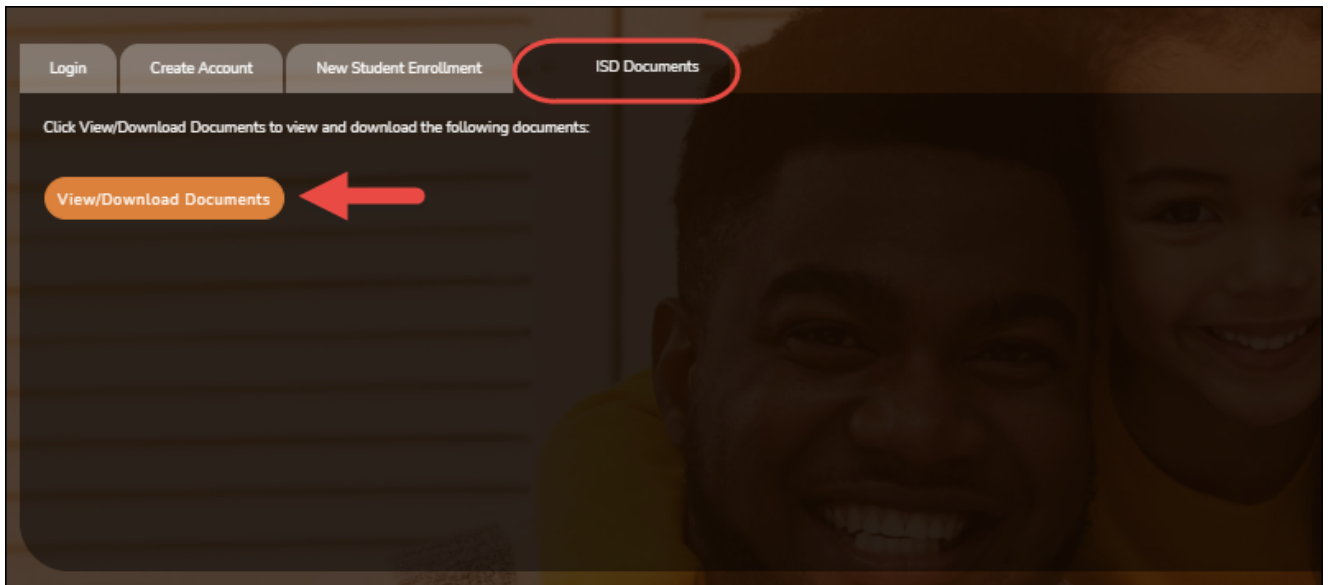 Login
Create Account
New Student Enrollment
ISD Documents
Click View/Download Documents to view and download the following documents:
View/Download Documents